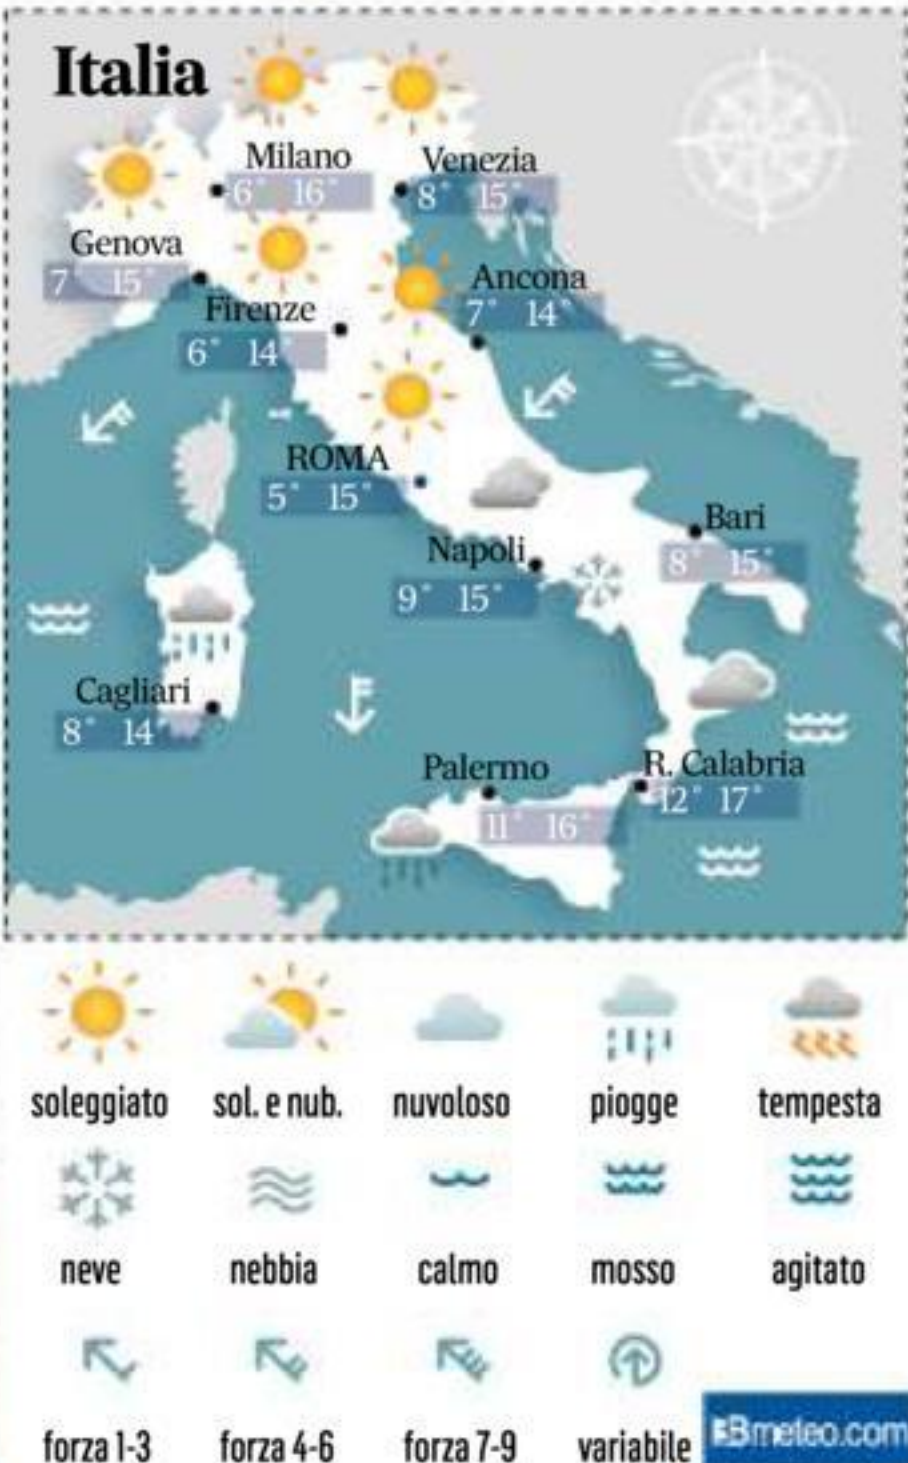 Italia
Milano
6° 16°
Venezia
8° 15°
Genova
7 15°
Firenze
6° 14°
Ancona
7° 14°
ROMA
5° 15°
Napoli
9° 15°
Bari
8° 15°
Cagliari
8° 14°
Palermo
11° 16°
R. Calabria
12° 17°
soleggiato sol. e nub. nuvoloso piogge tempesta
neve nebbia calmo mosso agitato
forza 1-3 forza 4-6 forza 7-9 variabile
3Bmeteo.com